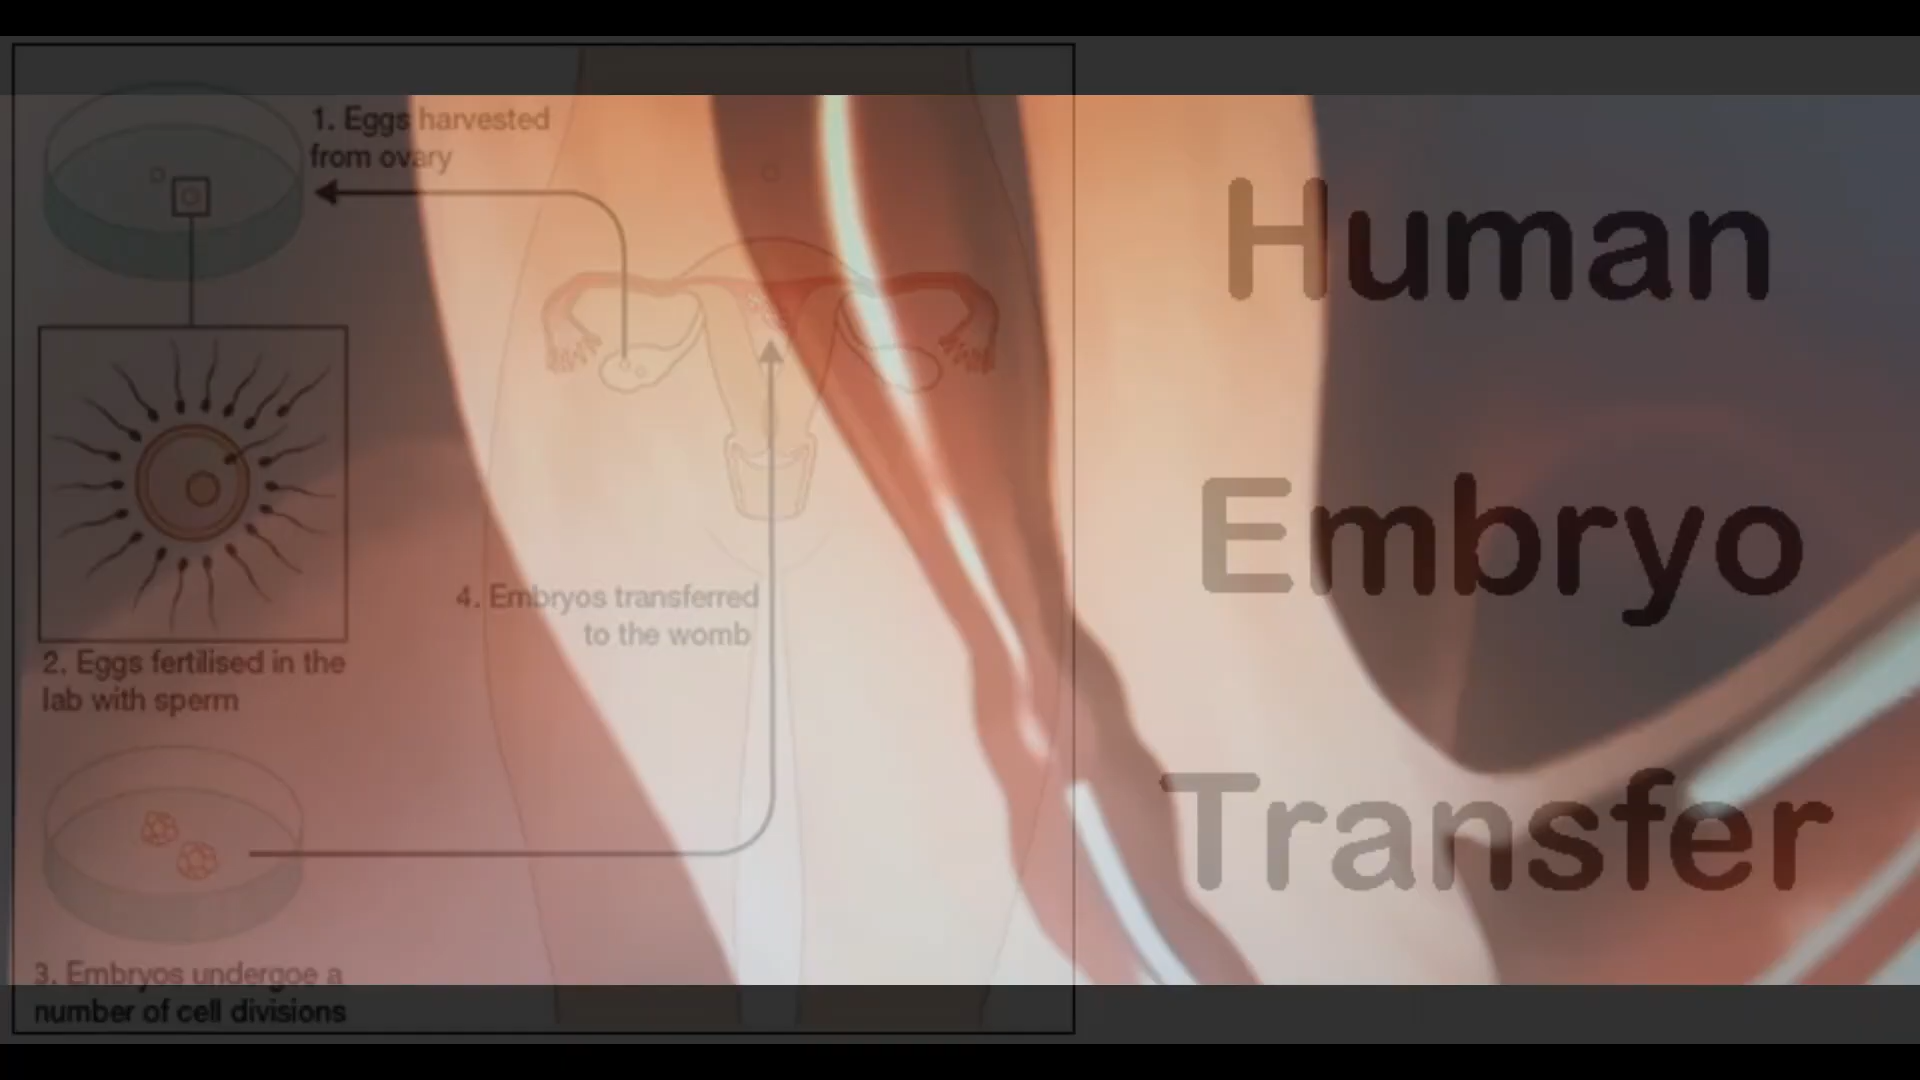 1. Eggs harvested
from ovary
2. Eggs fertilised in the
lab with sperm
3. Embryos undergoe a
number of cell divisions
4. Embryos transferred
to the womb
Human
Embryo
Transfer